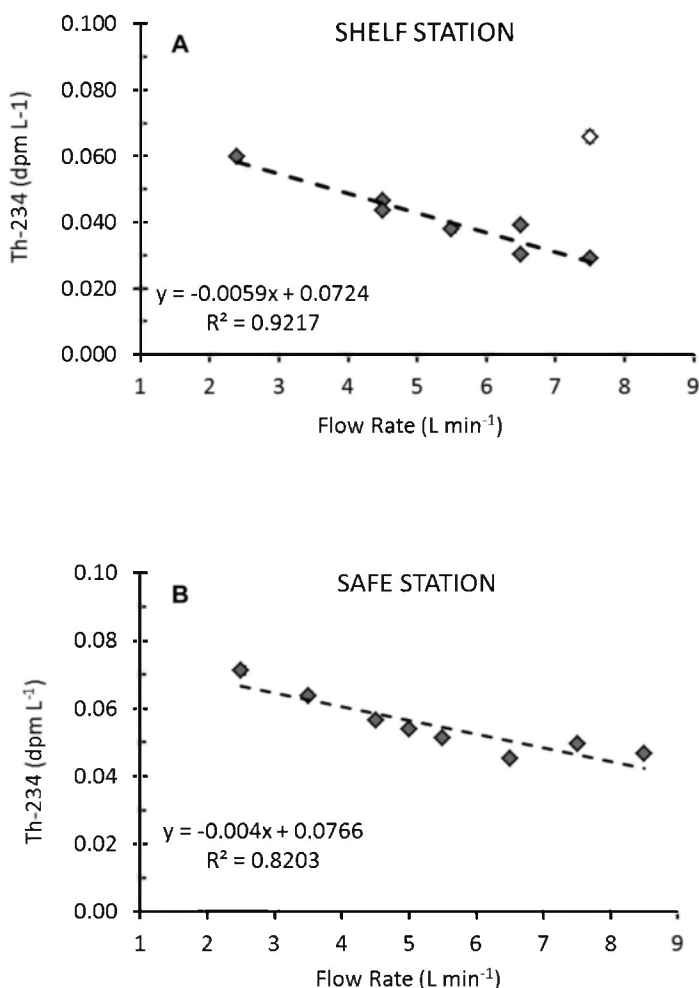 A
SHELF STATION
Th-234 (dpm L-1)
0.100
0.080
0.060
0.040
0.020
0.000
y = -0.0059x + 0.0724
R² = 0.9217
1 2 3 4 5 6 7 8 9
Flow Rate (L min⁻¹)
B
SAFE STATION
Th-234 (dpm L⁻¹)
0.10
0.08
0.06
0.04
0.02
0.00
y = -0.004x + 0.0766
R² = 0.8203
1 2 3 4 5 6 7 8 9
Flow Rate (L min⁻¹)